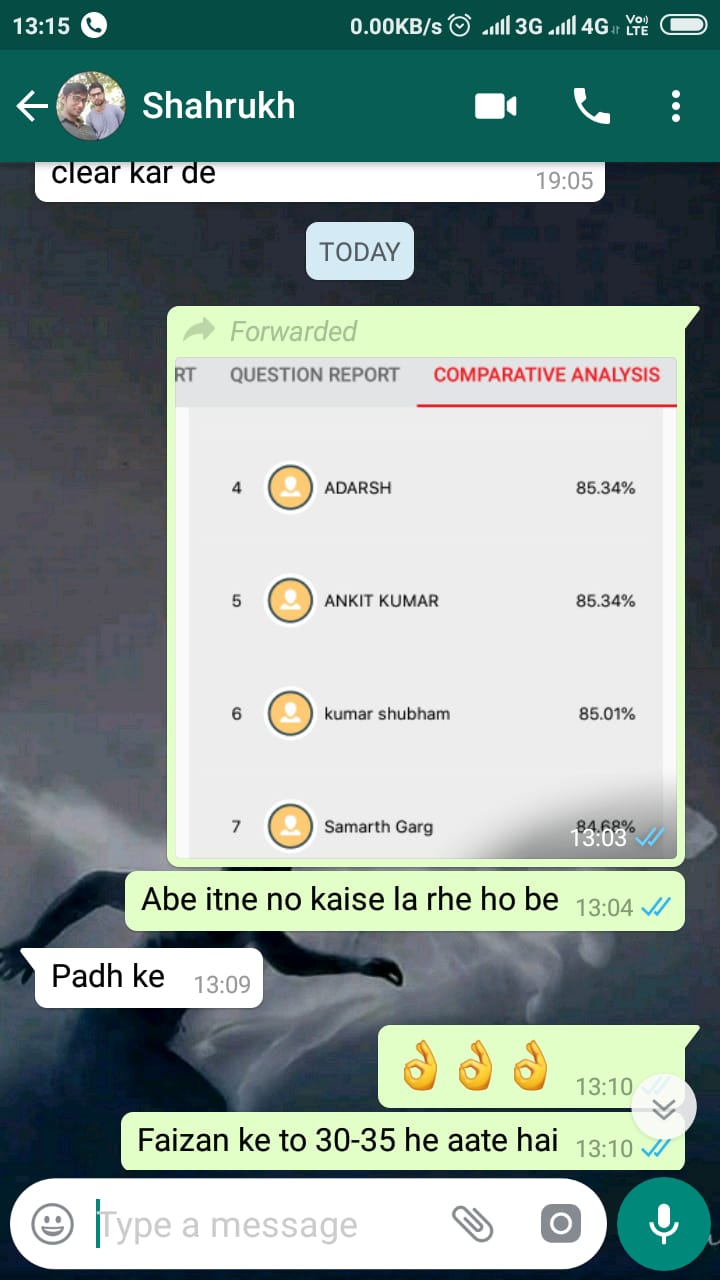 13:15 0.00KB/s 3G 4G Vo) LTE
Shahrukh
clear kar de 19:05
TODAY
Forwarded
RT QUESTION REPORT COMPARATIVE ANALYSIS
4 ADARSH 85.34%
5 ANKIT KUMAR 85.34%
6 kumar shubham 85.01%
7 Samarth Garg 84.68%
13:03
Abe itne no kaise la rhe ho be 13:04
Padh ke 13:09
👌👌👌 13:10
Faizan ke to 30-35 he aate hai 13:10
Type a message